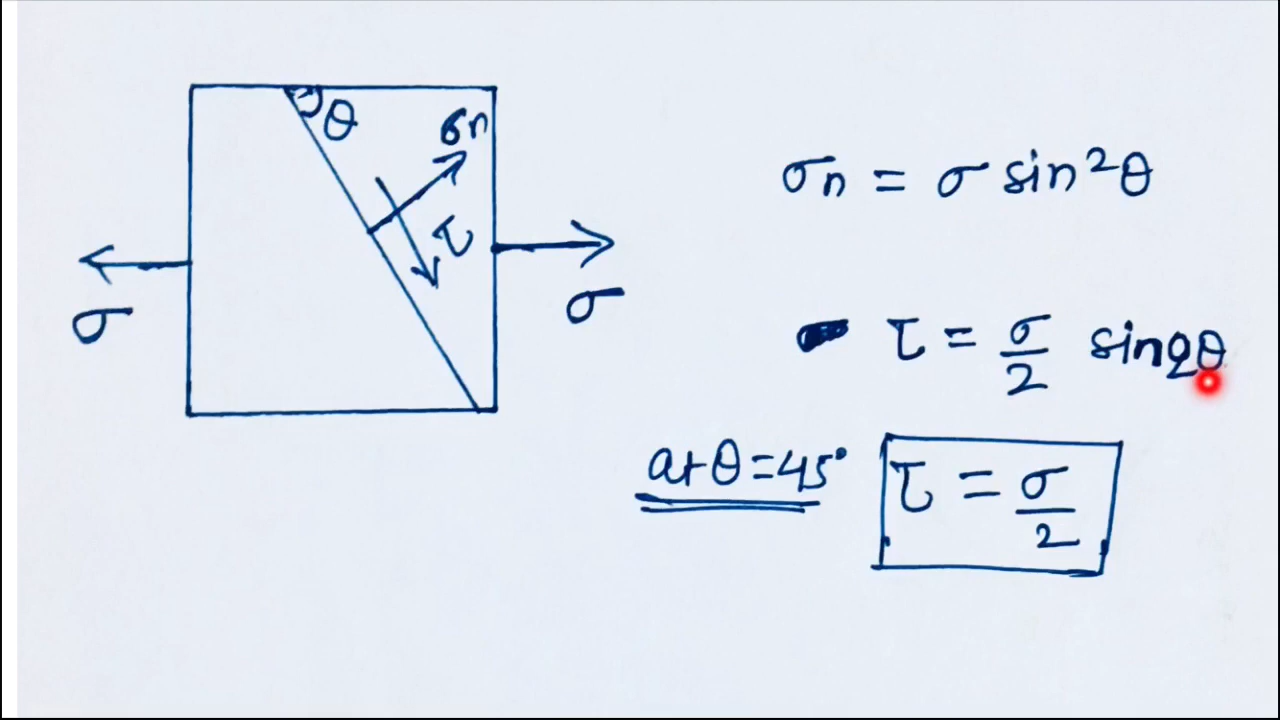 θ
σn
τ
σ
σ
σn = σ sin²θ
τ = σ/2 sin2θ
at θ = 45°
τ = σ/2